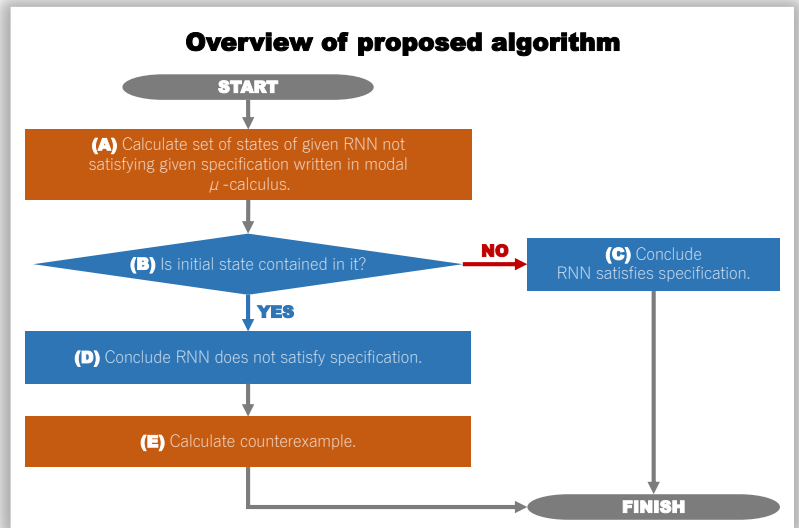 Overview of proposed algorithm
START
(A) Calculate set of states of given RNN not
satisfying given specification written in modal
μ-calculus.
(B) Is initial state contained in it?
NO
(C) Conclude
RNN satisfies specification.
YES
(D) Conclude RNN does not satisfy specification.
(E) Calculate counterexample.
FINISH